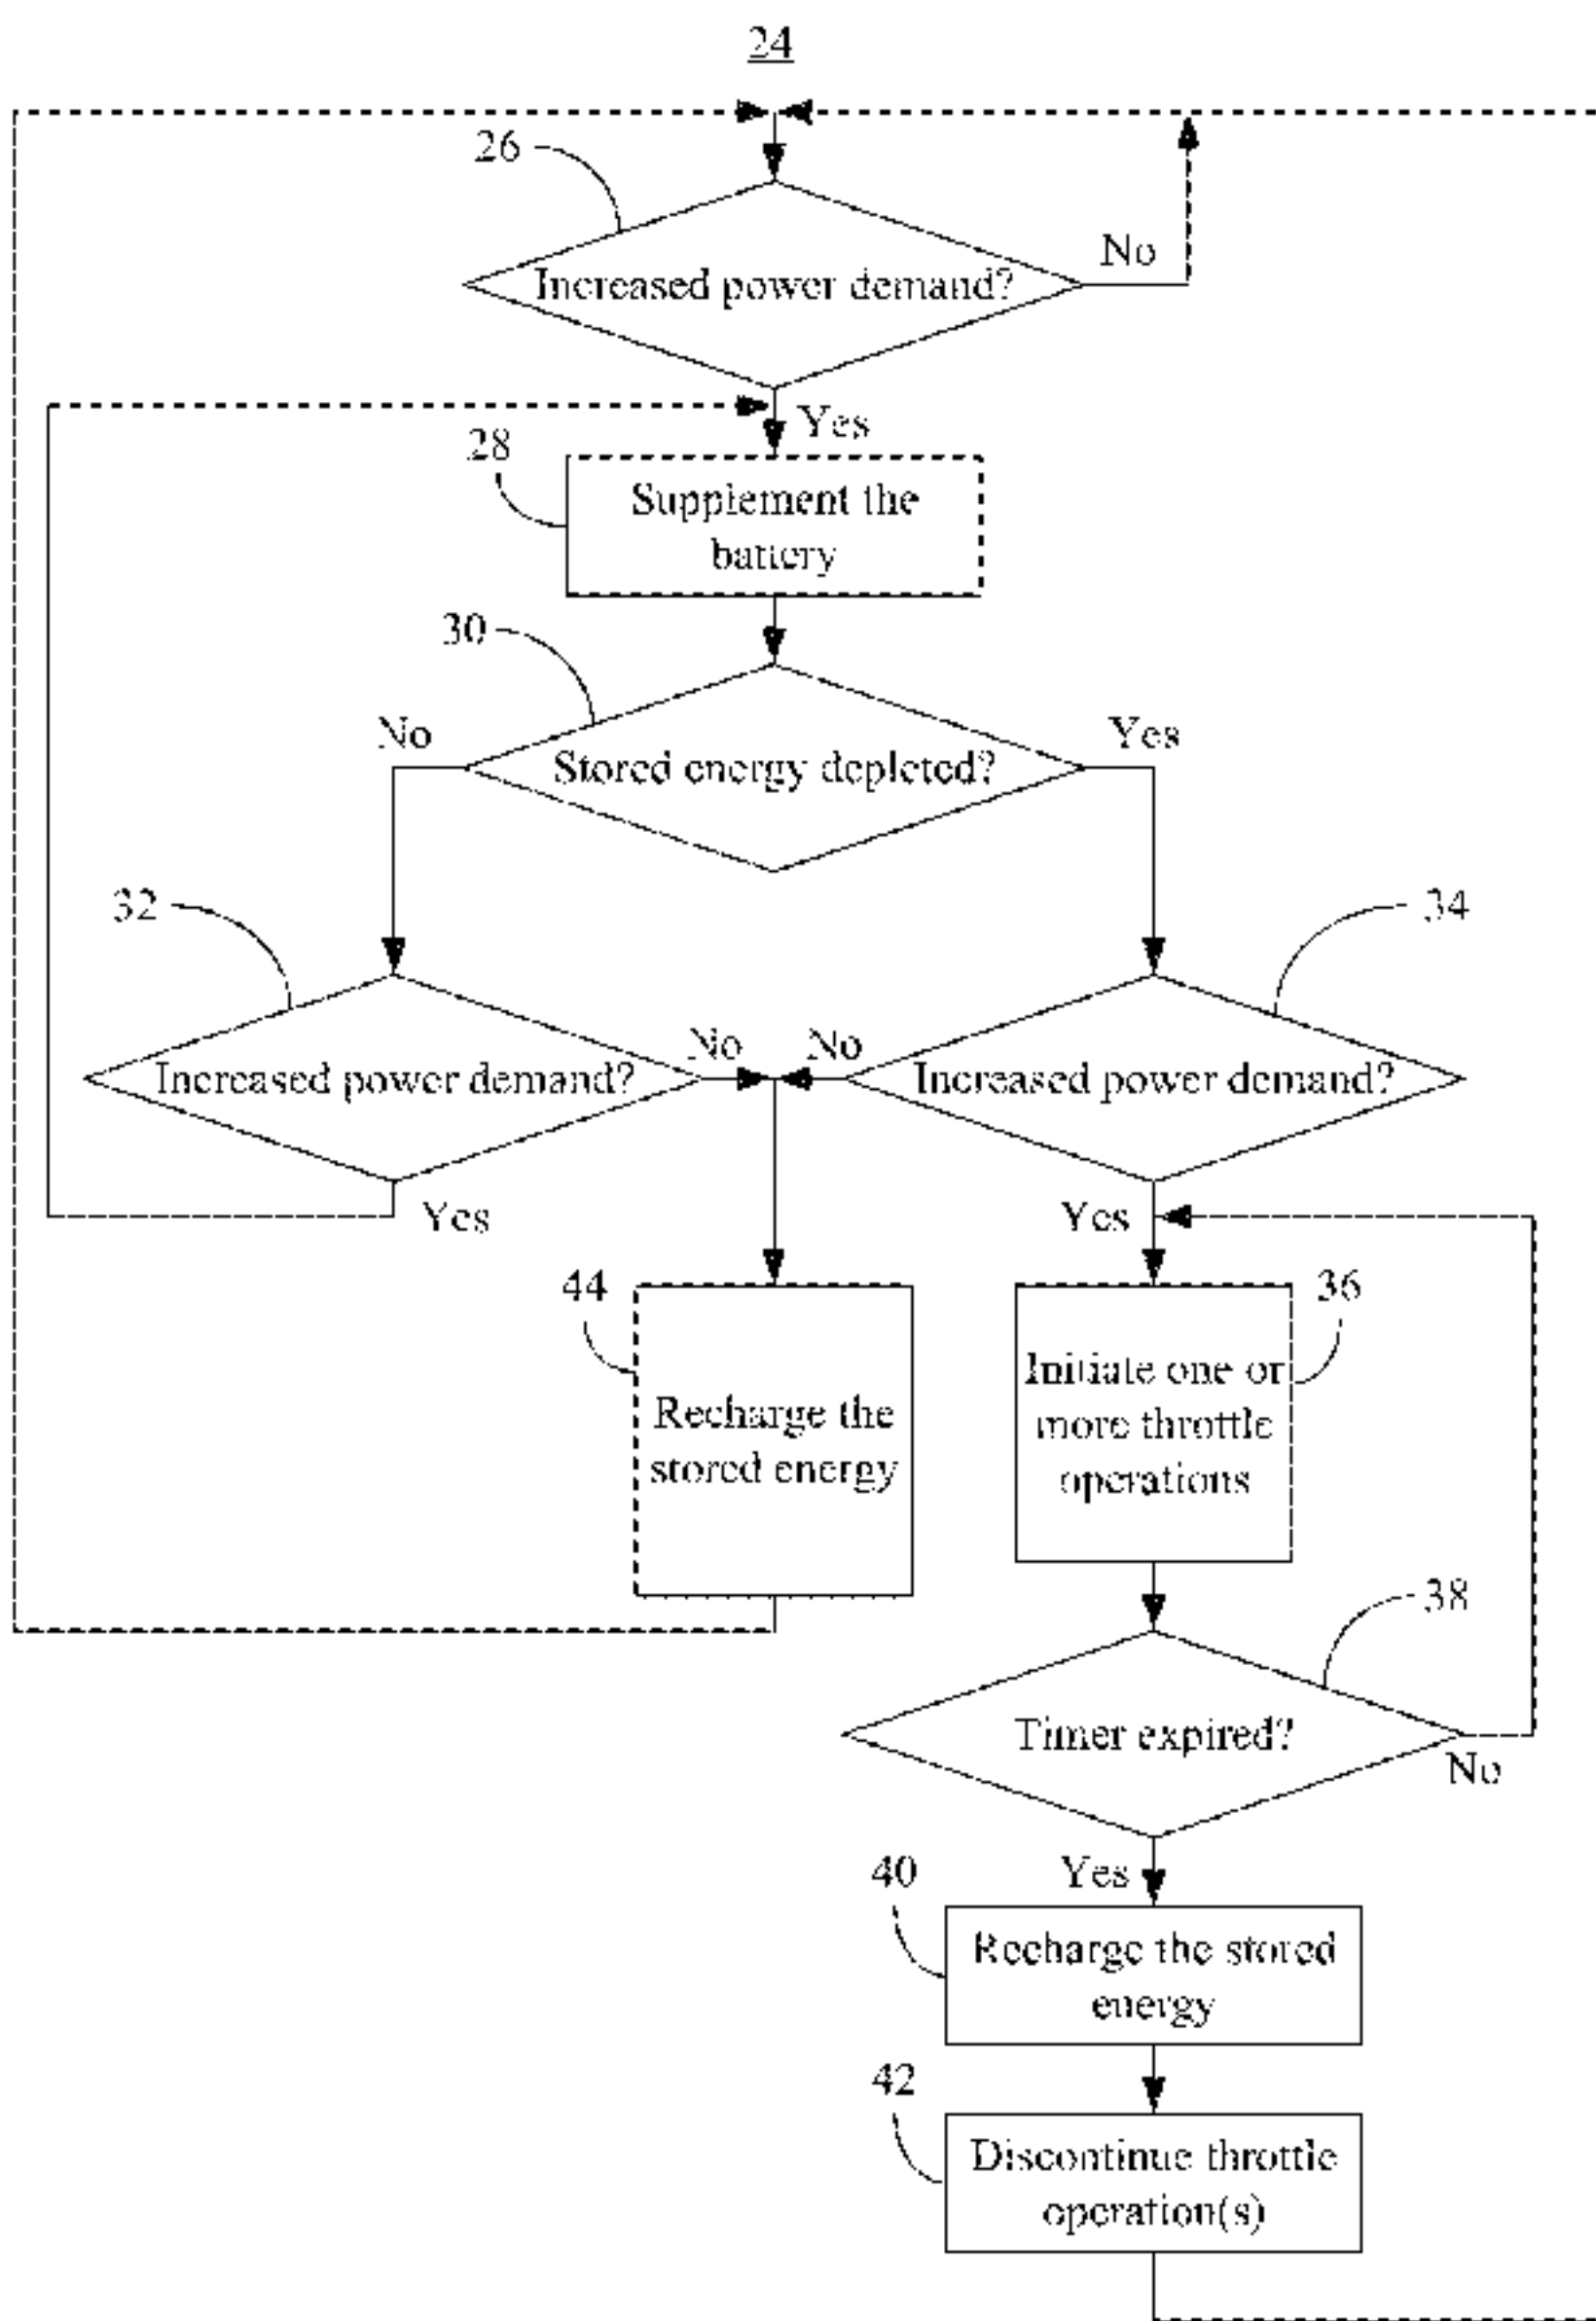 24
26
Increased power demand?
No
Yes
28
Supplement the
battery
30
No
Yes
Stored energy depleted?
32
34
Increased power demand?
No
No
Increased power demand?
Yes
Yes
44
36
Recharge the
stored energy
Initiate one or
more throttle
operations
38
Timer expired?
No
Yes
40
Recharge the stored
energy
42
Discontinue throttle
operation(s)